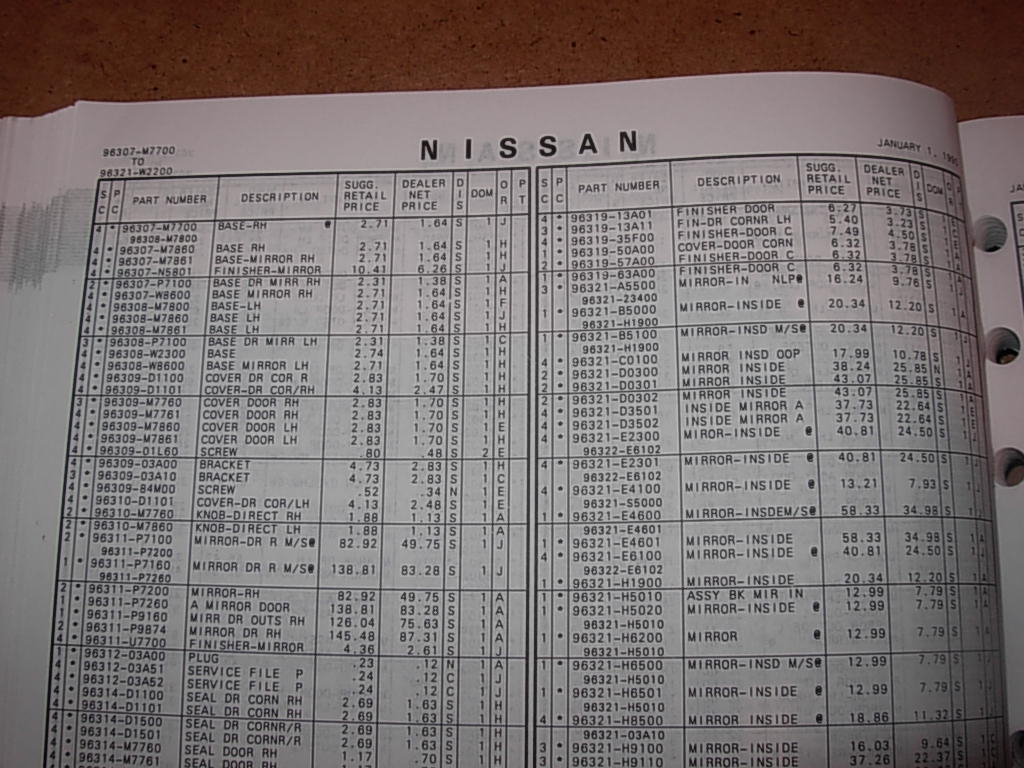 96307-M7700
TO
96321-W2200
NISSAN
JANUARY 1, 199
S C P C PART NUMBER DESCRIPTION SUGG. RETAIL PRICE DEALER NET PRICE D I S DOM O R P T
4 * 96307-M7700 BASE-RH @ 2.71 1.64 S 1 J
96308-M7800
4 * 96307-M7860 BASE RH 2.71 1.64 S 1 H
4 * 96307-M7861 BASE-MIRROR RH 2.71 1.64 S 1 H
4 * 96307-N5801 FINISHER-MIRROR 10.41 6.26 S 1 J
2 * 96307-P7100 BASE DR MIRR RH 2.31 1.38 S 1 A
4 * 96307-W8600 BASE MIRROR RH 2.71 1.64 S 1 H
4 * 96308-M7800 BASE-LH 2.71 1.64 S 1 F
4 * 96308-M7860 BASE LH 2.71 1.64 S 1 J
4 * 96308-M7861 BASE LH 2.71 1.64 S 1 H
3 * 96308-P7100 BASE DR MIRR LH 2.31 1.38 S 1 C
4 * 96308-W2300 BASE 2.74 1.64 S 1 H
4 * 96308-W8600 BASE MIRROR LH 2.71 1.64 S 1 H
4 * 96309-D1100 COVER DR COR R 2.83 1.70 S 1 H
4 * 96309-D1101 COVER-DR COR/RH 4.13 2.47 S 1 H
3 * 96309-M7760 COVER DOOR RH 2.83 1.70 S 1 H
4 * 96309-M7761 COVER DOOR RH 2.83 1.70 S 1 H
4 * 96309-M7860 COVER DOOR LH 2.83 1.70 S 1 E
4 * 96309-M7861 COVER DOOR LH 2.83 1.70 S 1 H
4 * 96309-01L60 SCREW .80 .48 S 2 E
4 * 96309-03A00 BRACKET 4.73 2.83 S 1 H
3 * 96309-03A10 BRACKET 4.73 2.83 S 1 C
4 * 96309-84M00 SCREW .52 .34 N 1 E
4 * 96310-D1101 COVER-DR COR/LH 4.13 2.48 S 1 E
2 * 96310-M7760 KNOB-DIRECT RH 1.88 1.13 S 1 A
2 * 96310-M7860 KNOB-DIRECT LH 1.88 1.13 S 1 A
2 * 96311-P7100 MIRROR-DR R M/S@ 82.92 49.75 S 1 J
96311-P7200
1 * 96311-P7160 MIRROR DR R M/S@ 138.81 83.28 S 1 J
96311-P7260
2 * 96311-P7200 MIRROR-RH 82.92 49.75 S 1 A
1 * 96311-P7260 A MIRROR DOOR 138.81 83.28 S 1 A
1 * 96311-P9160 MIRR DR OUTS RH 126.04 75.63 S 1 A
2 * 96311-P9874 MIRROR DR RH 145.48 87.31 S 1 A
4 * 96311-U7700 FINISHER-MIRROR 4.36 2.61 S 1 J
1 * 96312-03A00 PLUG .23 .12 N 1 A
4 * 96312-03A51 SERVICE FILE P .24 .12 C 1 J
4 * 96312-03A52 SERVICE FILE P .24 .12 C 1 J
4 * 96314-D1100 SEAL DR CORN RH 2.69 1.63 S 1 H
4 * 96314-D1101 SEAL DR CORN RH 2.69 1.63 S 1 H
4 * 96314-D1500 SEAL DR CORNR/R 2.69 1.63 S 1 H
4 * 96314-D1501 SEAL DR CORNR/R 2.69 1.63 S 1 H
4 * 96314-M7760 SEAL DOOR RH 1.17 .70 S 1 H
4 * 96314-M7761 SEAL DOOR RH
S C P C PART NUMBER DESCRIPTION SUGG. RETAIL PRICE DEALER NET PRICE D I S DOM O R
4 * 96319-13A01 FINISHER DOOR 6.27 3.73 S
4 * 96319-13A11 FIN-DR CORNR LH 5.40 3.23 S
3 * 96319-35F00 FINISHER-DOOR C 7.49 4.50 S
1 * 96319-50A00 COVER-DOOR CORN 6.32 3.78 S
2 * 96319-57A00 FINISHER-DOOR C 6.32 3.78 S
2 * 96319-63A00 FINISHER-DOOR C 6.32 3.78 S
3 * 96321-A5500 MIRROR-IN NLP@ 16.24 9.76 S
96321-23400
1 * 96321-B5000 MIRROR-INSIDE @ 20.34 12.20 S 1 A
96321-H1900
1 * 96321-B5100 MIRROR-INSD M/S@ 20.34 12.20 S
96321-H1900
4 * 96321-C0100 MIRROR INSD OOP 17.99 10.78 S
2 * 96321-D0300 MIRROR INSIDE 38.24 25.85 N
2 * 96321-D0301 MIRROR INSIDE 43.07 25.85 S
2 * 96321-D0302 MIRROR INSIDE 43.07 25.85 S
4 * 96321-D3501 INSIDE MIRROR A 37.73 22.64 S
4 * 96321-D3502 INSIDE MIRROR A 37.73 22.64 S
4 * 96321-E2300 MIROR-INSIDE @ 40.81 24.50 S
96322-E6102
4 * 96321-E2301 MIRROR-INSIDE @ 40.81 24.50 S 1 J
96322-E6102
4 * 96321-E4100 MIRROR-INSIDE @ 13.21 7.93 S 1 J
96321-S5000
1 * 96321-E4600 MIRROR-INSDEM/S@ 58.33 34.98 S 1 J
96321-E4601
1 * 96321-E4601 MIRROR-INSIDE 58.33 34.98 S 1 A
4 * 96321-E6100 MIRROR-INSIDE @ 40.81 24.50 S 1 J
96322-E6102
1 * 96321-H1900 MIRROR-INSIDE 20.34 12.20 S 1 A
1 * 96321-H5010 ASSY BK MIR IN 12.99 7.79 S 1 A
1 * 96321-H5020 MIRROR-INSIDE @ 12.99 7.79 S 1 J
96321-H5010
1 * 96321-H6200 MIRROR @ 12.99 7.79 S 1 A
96321-H5010
1 * 96321-H6500 MIRROR-INSD M/S@ 12.99 7.79 S 1
96321-H5010
1 * 96321-H6501 MIRROR-INSIDE @ 12.99 7.79 S 1 J
96321-H5010
4 * 96321-H8500 MIRROR INSIDE @ 18.86 11.32 S 1 J
96321-03A10
3 * 96321-H9100 MIRROR-INSIDE 16.03 9.64 S 1 C
3 * 96321-H9110 MIRROR-INSIDE 37.26 22.37 S
JA